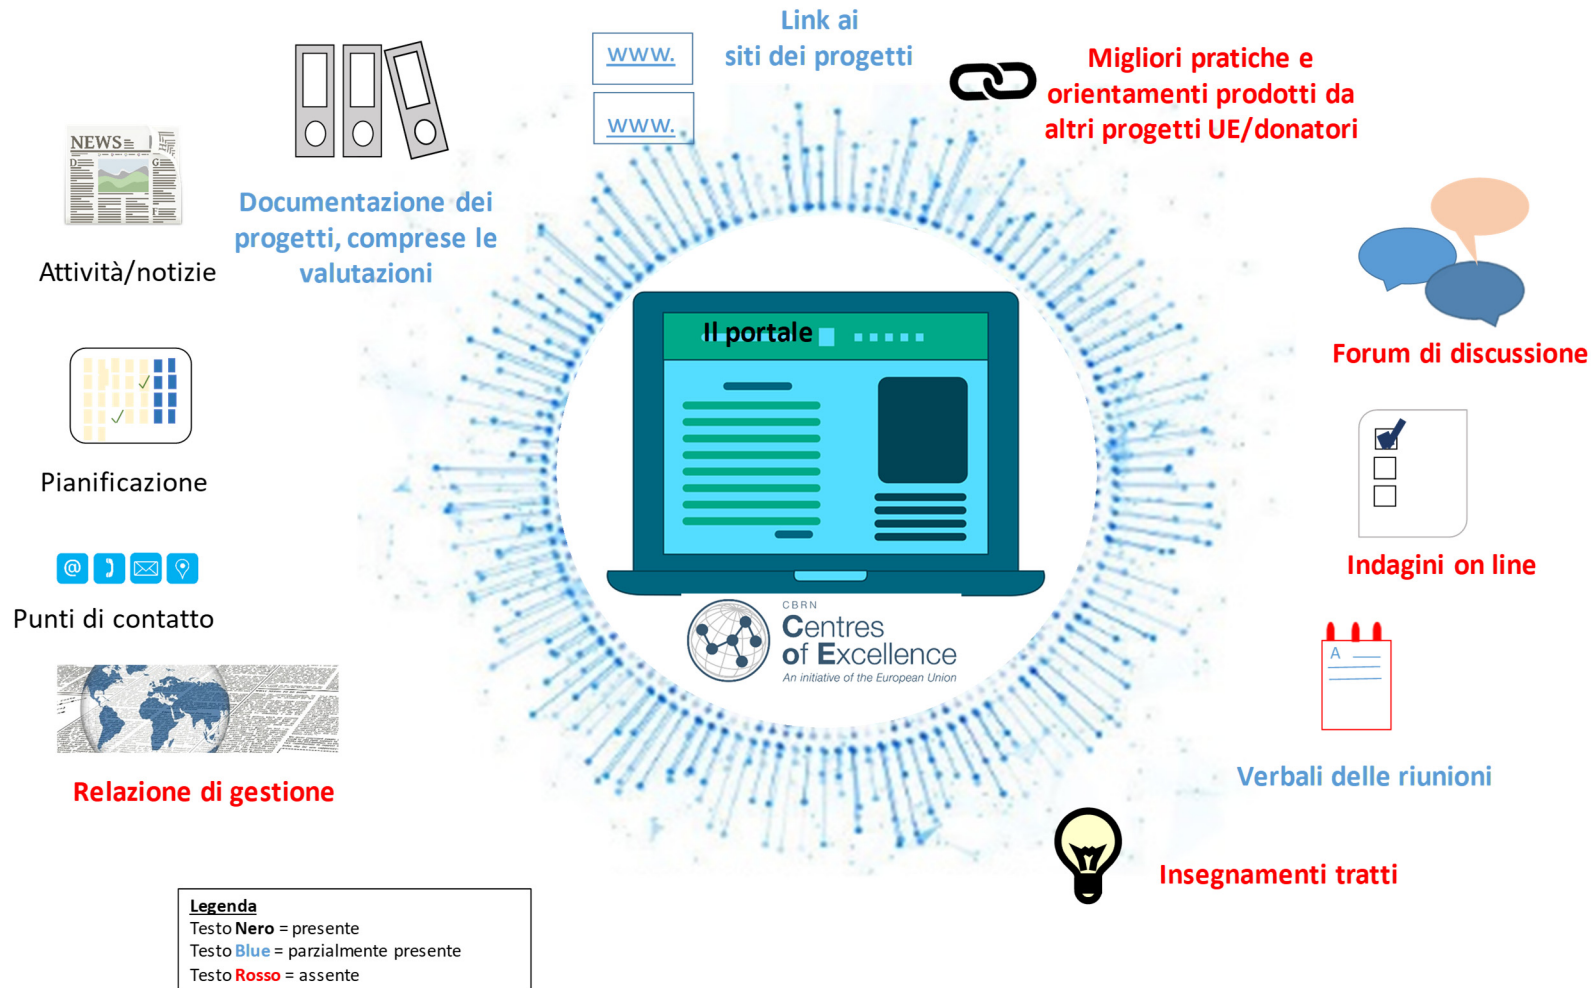 Link ai
siti dei progetti
www.
www.
Migliori pratiche e
orientamenti prodotti da
altri progetti UE/donatori
NEWS
D
G
Documentazione dei
progetti, comprese le
valutazioni
Attività/notizie
Il portale
Forum di discussione
Pianificazione
Indagini on line
@
Punti di contatto
CBRN
Centres
of Excellence
An initiative of the European Union
A
Relazione di gestione
Verbali delle riunioni
Insegnamenti tratti
Legenda
Testo Nero = presente
Testo Blue = parzialmente presente
Testo Rosso = assente